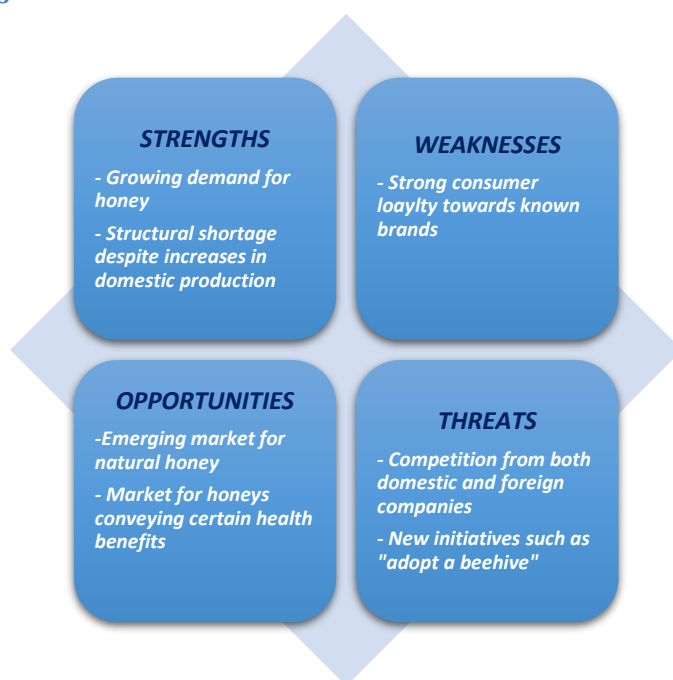 STRENGTHS
- Growing demand for
honey
- Structural shortage
despite increases in
domestic production
WEAKNESSES
- Strong consumer
loaylty towards known
brands
OPPORTUNITIES
-Emerging market for
natural honey
- Market for honeys
conveying certain health
benefits
THREATS
- Competition from both
domestic and foreign
companies
- New initiatives such as
"adopt a beehive"